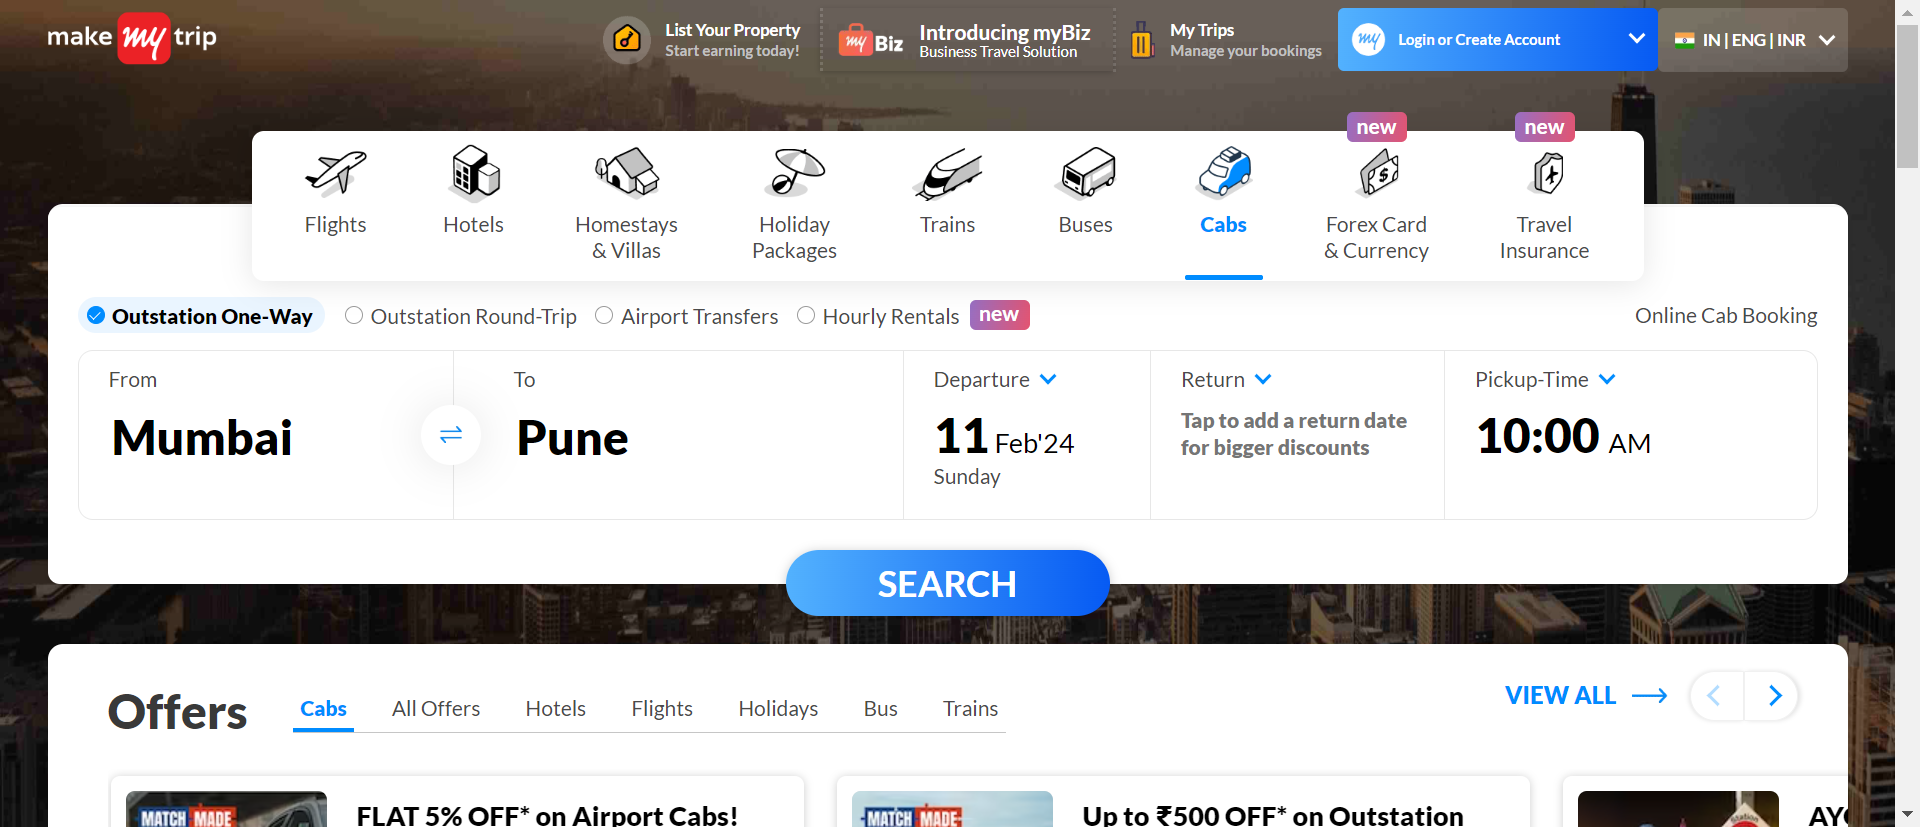 make my trip
List Your Property
Start earning today!
my Biz
Introducing myBiz
Business Travel Solution
My Trips
Manage your bookings
my
Login or Create Account
IN | ENG | INR
new
new
Flights
Hotels
Homestays
& Villas
Holiday
Packages
Trains
Buses
Cabs
Forex Card
& Currency
Travel
Insurance
Outstation One-Way
Outstation Round-Trip
Airport Transfers
Hourly Rentals
new
Online Cab Booking
From
Mumbai
To
Pune
Departure
11 Feb'24
Sunday
Return
Tap to add a return date
for bigger discounts
Pickup-Time
10:00 AM
SEARCH
Offers
Cabs
All Offers
Hotels
Flights
Holidays
Bus
Trains
VIEW ALL
MATCH MADE
FLAT 5% OFF* on Airport Cabs!
MATCH MADE
Up to ₹500 OFF* on Outstation